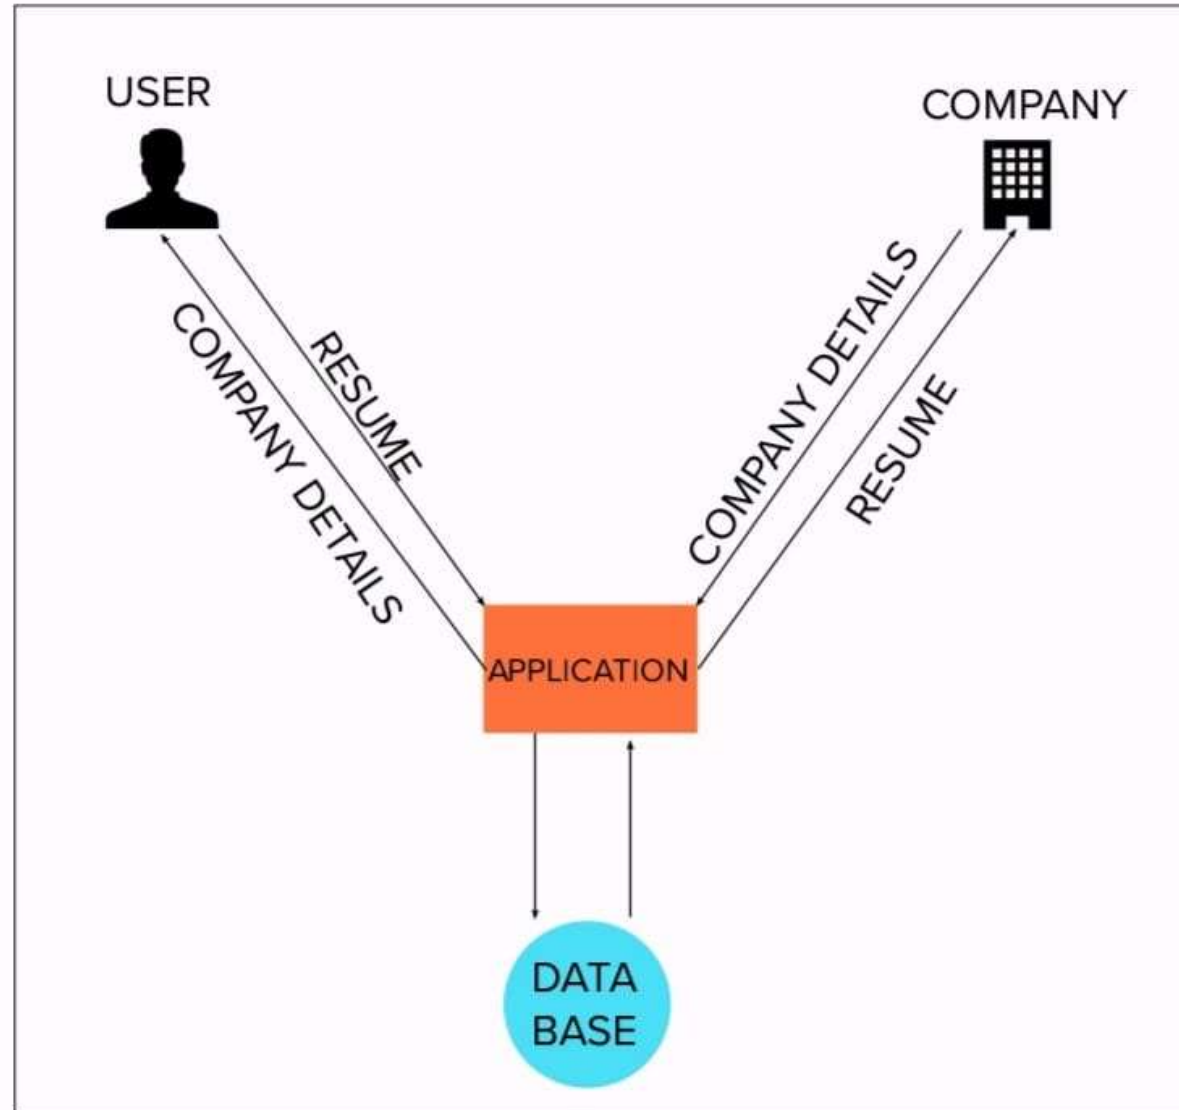 USER
COMPANY
COMPANY DETAILS
RESUME
COMPANY DETAILS
RESUME
APPLICATION
DATA
BASE